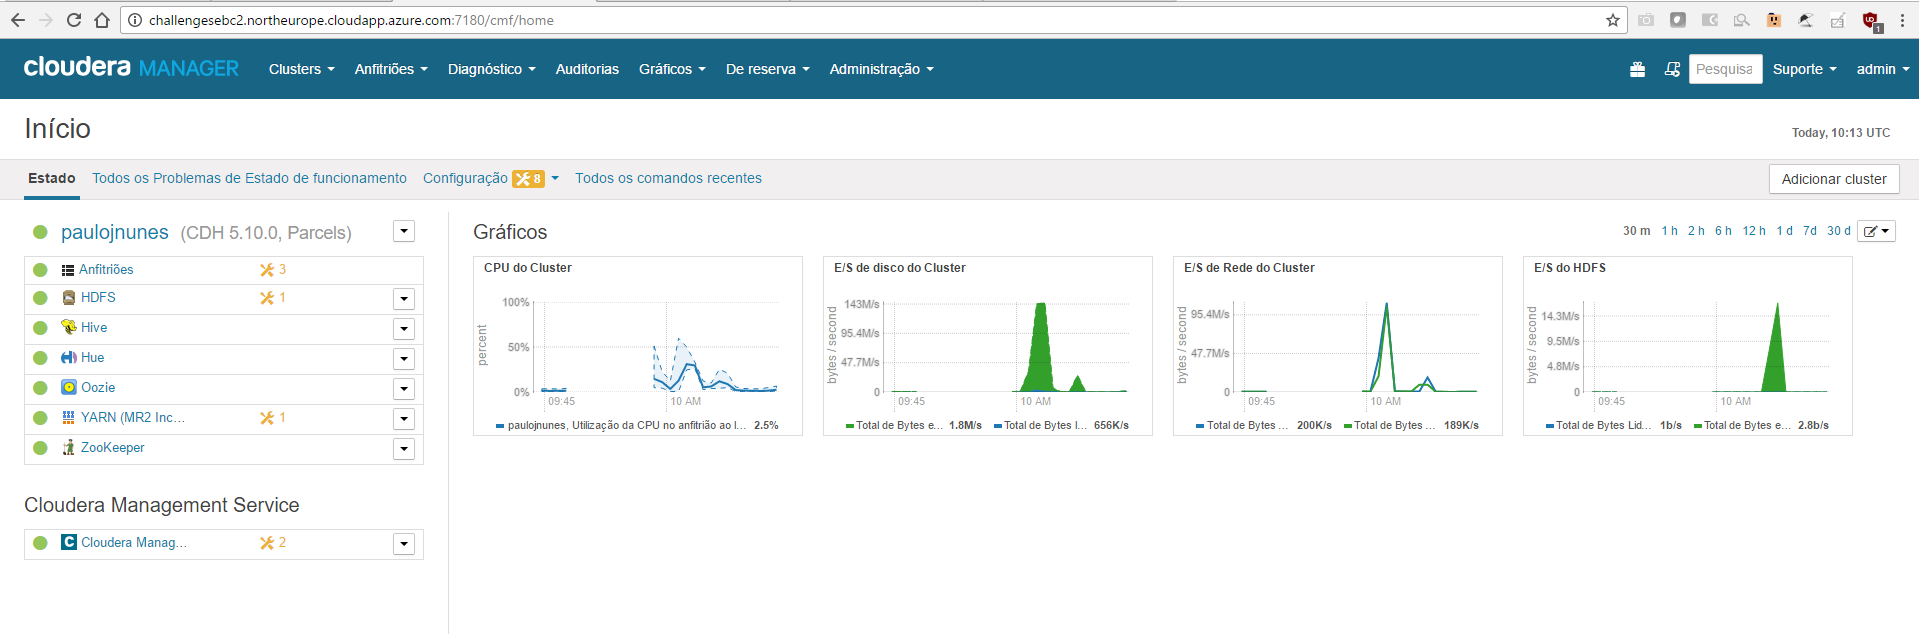 challengesebc2.northeurope.cloudapp.azure.com:7180/cmf/home
1
cloudera MANAGER Clusters Anfitriões Diagnóstico Auditorias Gráficos De reserva Administração Pesquisa Suporte admin
Início
Today, 10:13 UTC
Estado Todos os Problemas de Estado de funcionamento Configuração 8 Todos os comandos recentes Adicionar cluster
paulojnunes (CDH 5.10.0, Parcels)
Anfitriões 3
HDFS 1
Hive
Hue
Oozie
YARN (MR2 Inc... 1
ZooKeeper
Cloudera Management Service
C Cloudera Manag... 2
Gráficos
30 m 1 h 2 h 6 h 12 h 1 d 7d 30 d
CPU do Cluster
percent
100%
50%
0%
09:45 10 AM
paulojnunes, Utilização da CPU no anfitrião ao l... 2.5%
E/S de disco do Cluster
bytes / second
143M/s
95.4M/s
47.7M/s
0
09:45 10 AM
Total de Bytes e... 1.8M/s Total de Bytes l... 656K/s
E/S de Rede do Cluster
bytes / second
95.4M/s
47.7M/s
0
09:45 10 AM
Total de Bytes ... 200K/s Total de Bytes ... 189K/s
E/S do HDFS
bytes / second
14.3M/s
9.5M/s
4.8M/s
0
09:45 10 AM
Total de Bytes Lid... 1b/s Total de Bytes e... 2.8b/s